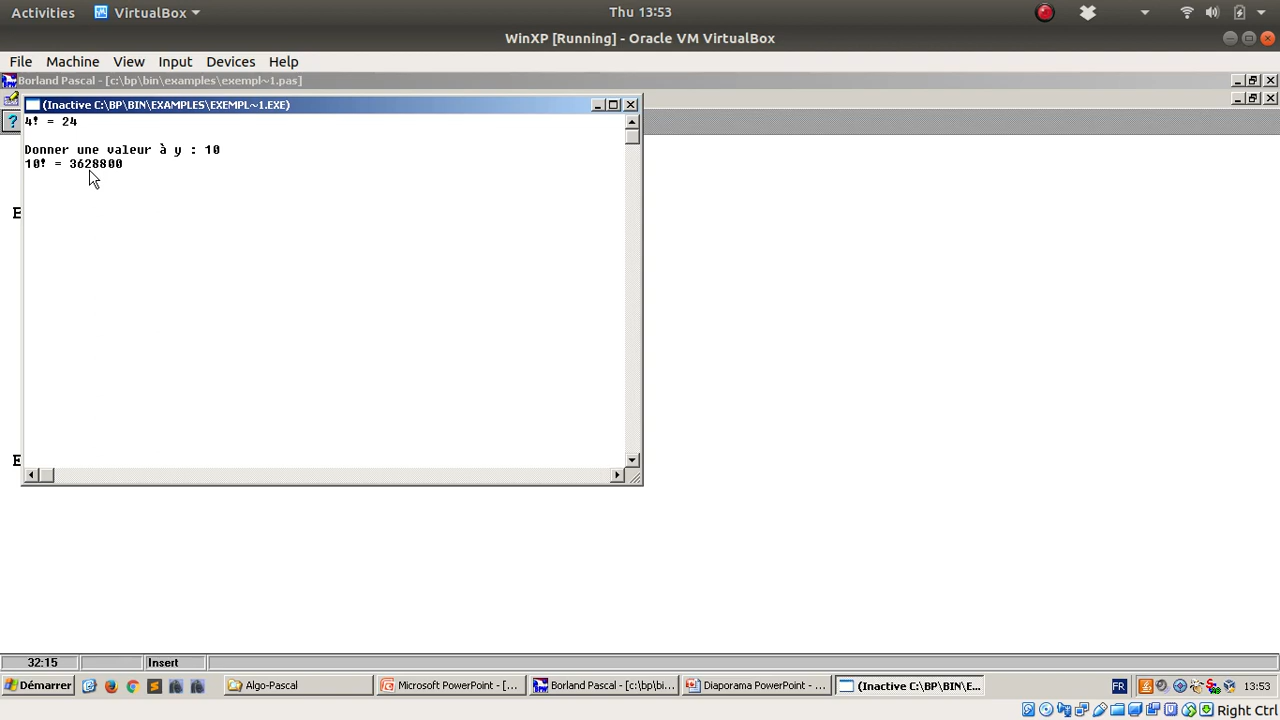 Activities VirtualBox Thu 13:53
WinXP [Running] - Oracle VM VirtualBox
File Machine View Input Devices Help
Borland Pascal - [c:\bp\bin\examples\exempl~1.pas]
(Inactive C:\BP\BIN\EXAMPLES\EXEMPL~1.EXE)
4! = 24
Donner une valeur à y : 10
10! = 3628800
E
E
32:15 Insert
Démarrer Algo-Pascal Microsoft PowerPoint - [... Borland Pascal - [c:\bp\bi... Diaporama PowerPoint - ... (Inactive C:\BP\BIN\E... FR 13:53
Right Ctrl